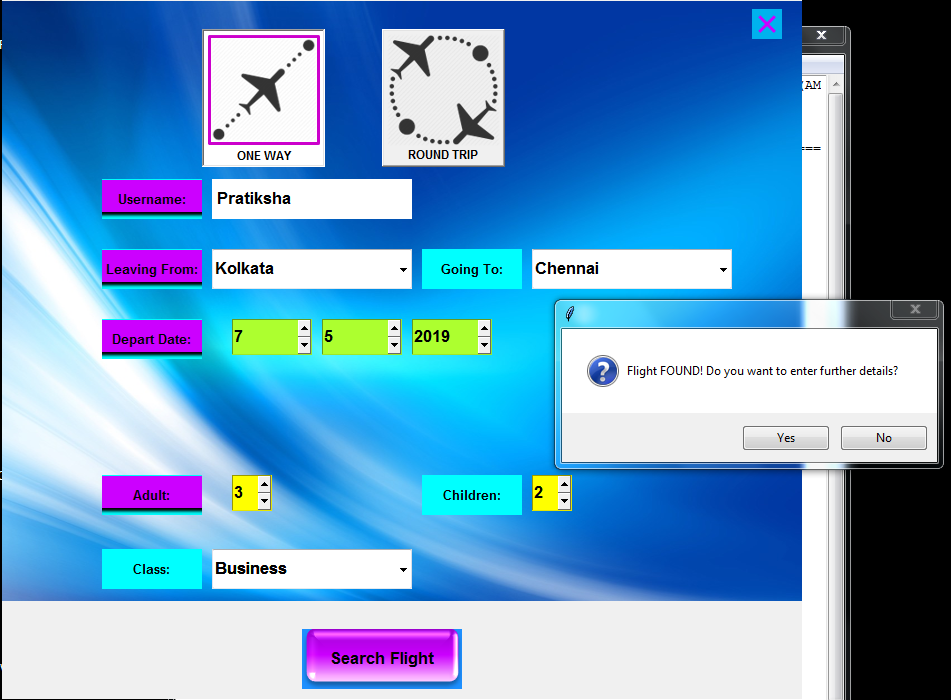 ONE WAY
ROUND TRIP
Username: Pratiksha
Leaving From: Kolkata Going To: Chennai
Depart Date: 7 5 2019
Flight FOUND! Do you want to enter further details?
Yes No
Adult: 3 Children: 2
Class: Business
Search Flight
(AM
===